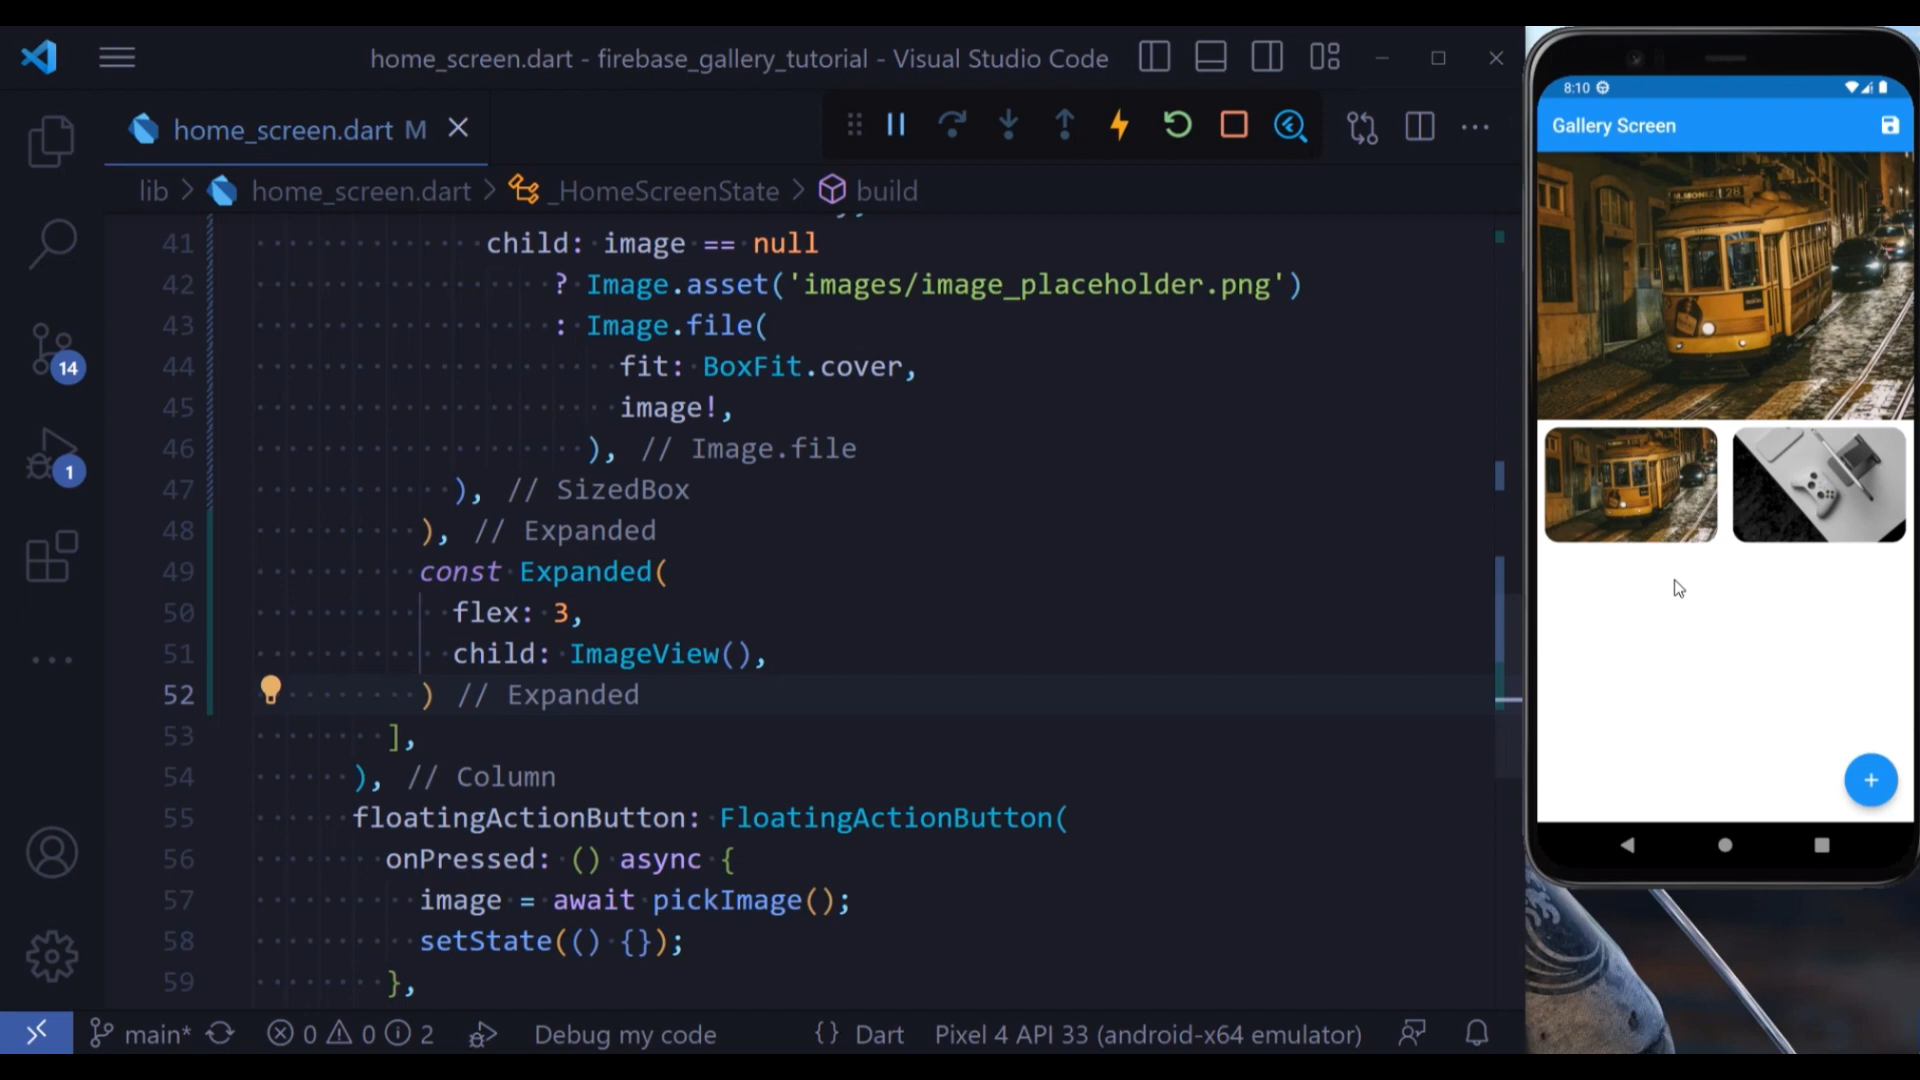 home_screen.dart - firebase_gallery_tutorial - Visual Studio Code
home_screen.dart M
lib > home_screen.dart > _HomeScreenState > build
41 child: image == null
42 ? Image.asset('images/image_placeholder.png')
43 : Image.file(
44 fit: BoxFit.cover,
45 image!,
46 ), // Image.file
47 ), // SizedBox
48 ), // Expanded
49 const Expanded(
50 flex: 3,
51 child: ImageView(),
52 ) // Expanded
53 ],
54 ), // Column
55 floatingActionButton: FloatingActionButton(
56 onPressed: () async {
57 image = await pickImage();
58 setState(() {});
59 },
14
1
main* 0 0 2 Debug my code {} Dart Pixel 4 API 33 (android-x64 emulator)
8:10
Gallery Screen
28
+